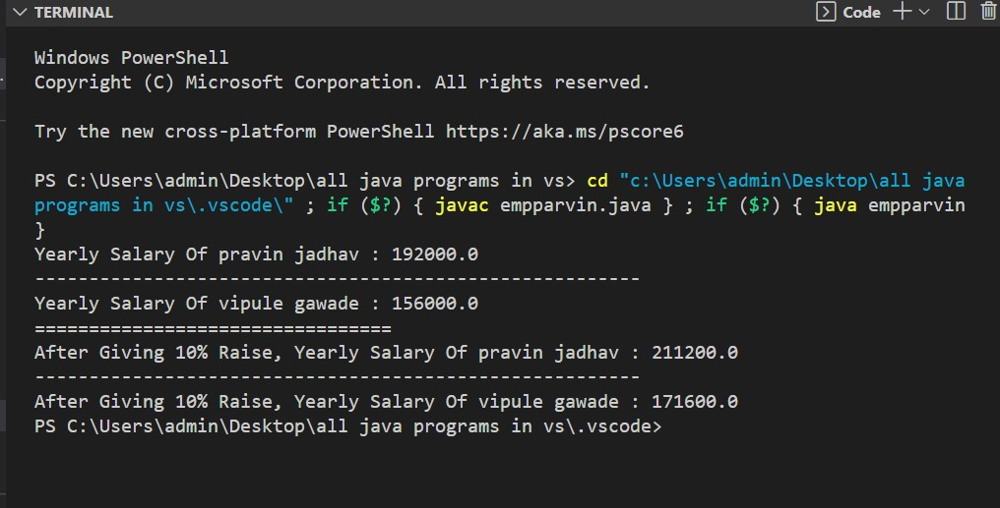 TERMINAL
Code
Windows PowerShell
Copyright (C) Microsoft Corporation. All rights reserved.
Try the new cross-platform PowerShell https://aka.ms/pscore6
PS C:\Users\admin\Desktop\all java programs in vs> cd "c:\Users\admin\Desktop\all java
programs in vs\.vscode\" ; if ($?) { javac empparvin.java } ; if ($?) { java empparvin
}
Yearly Salary Of pravin jadhav : 192000.0
--------------------------------------------------------
Yearly Salary Of vipule gawade : 156000.0
=================================
After Giving 10% Raise, Yearly Salary Of pravin jadhav : 211200.0
--------------------------------------------------------
After Giving 10% Raise, Yearly Salary Of vipule gawade : 171600.0
PS C:\Users\admin\Desktop\all java programs in vs\.vscode>